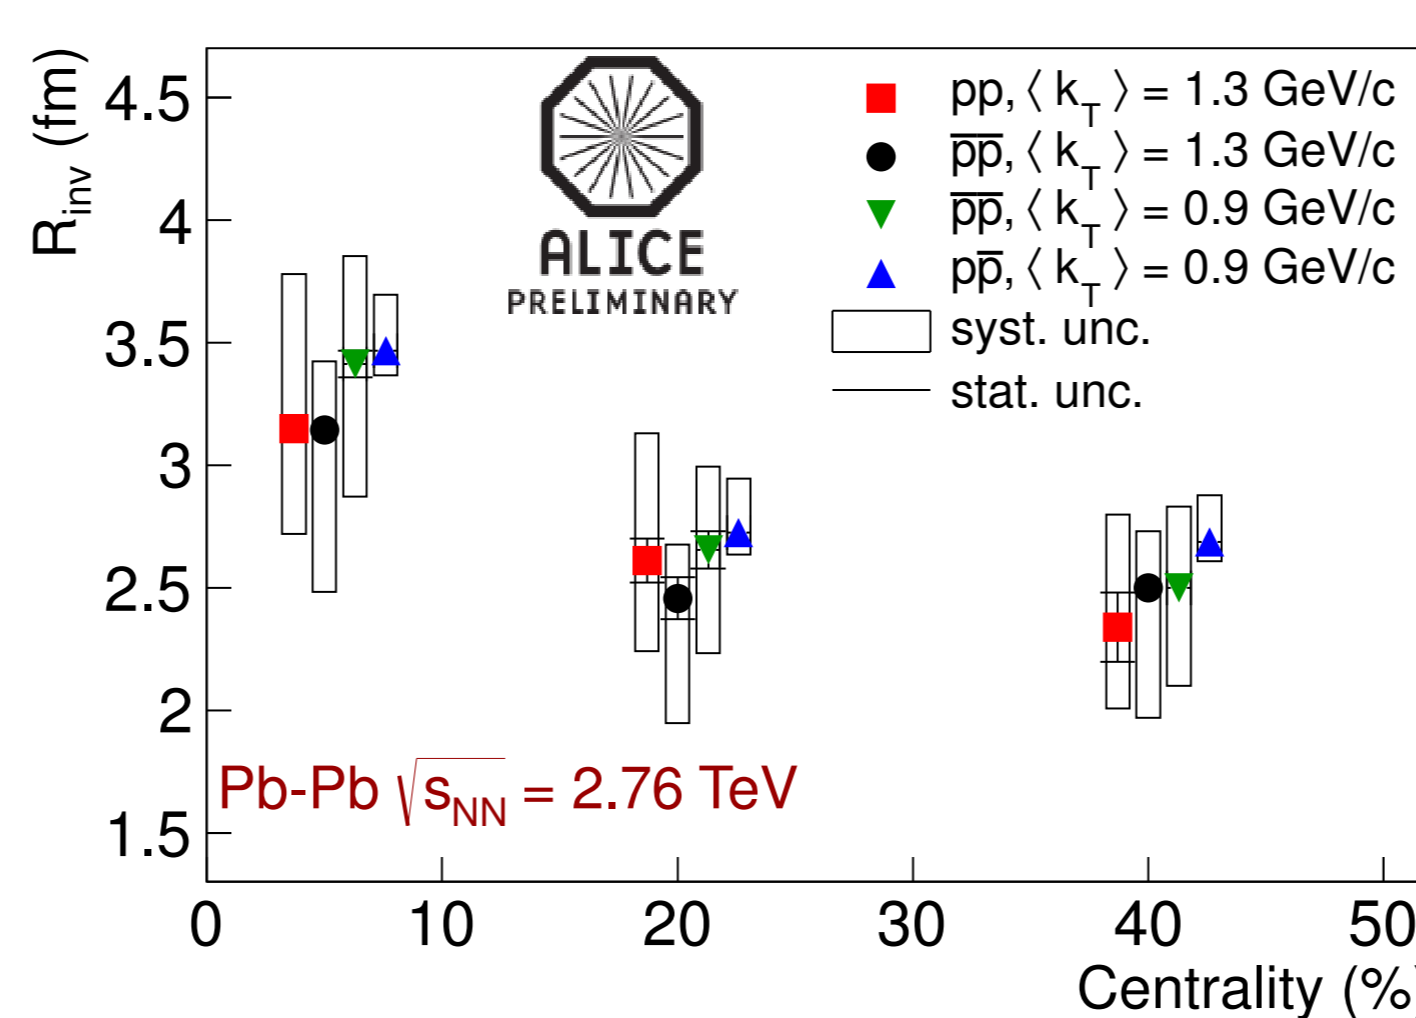 R_inv (fm)
4.5
4
3.5
3
2.5
2
1.5
ALICE
PRELIMINARY
pp, ⟨ k_T ⟩ = 1.3 GeV/c
p̅p̅, ⟨ k_T ⟩ = 1.3 GeV/c
p̅p̅, ⟨ k_T ⟩ = 0.9 GeV/c
pp̅, ⟨ k_T ⟩ = 0.9 GeV/c
syst. unc.
stat. unc.
Pb-Pb √s_NN = 2.76 TeV
0 10 20 30 40 50
Centrality (%)